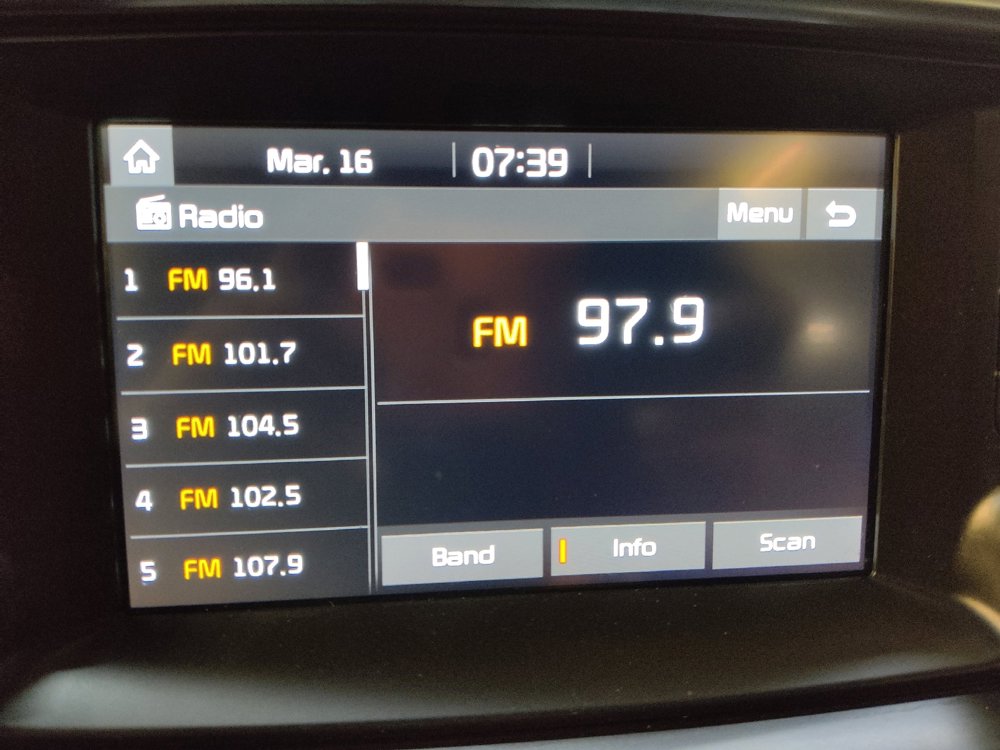 Mar. 16 07:39
Radio Menu
1 FM 96.1
2 FM 101.7
3 FM 104.5
4 FM 102.5
5 FM 107.9
FM 97.9
Band Info Scan